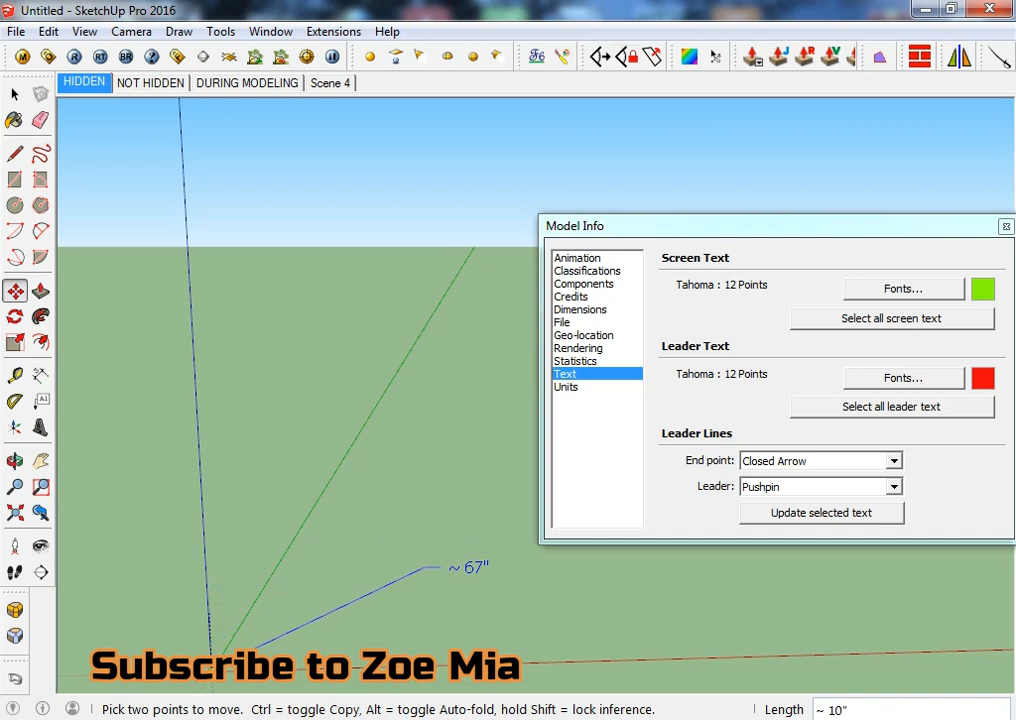 Untitled - SketchUp Pro 2016
File Edit View Camera Draw Tools Window Extensions Help
HIDDEN NOT HIDDEN DURING MODELING Scene 4
Model Info
Animation
Classifications
Components
Credits
Dimensions
File
Geo-location
Rendering
Statistics
Text
Units
Screen Text
Tahoma : 12 Points Fonts...
Select all screen text
Leader Text
Tahoma : 12 Points Fonts...
Select all leader text
Leader Lines
End point: Closed Arrow
Leader: Pushpin
Update selected text
~ 67"
Subscribe to Zoe Mia
Pick two points to move. Ctrl = toggle Copy, Alt = toggle Auto-fold, hold Shift = lock inference. Length ~ 10"